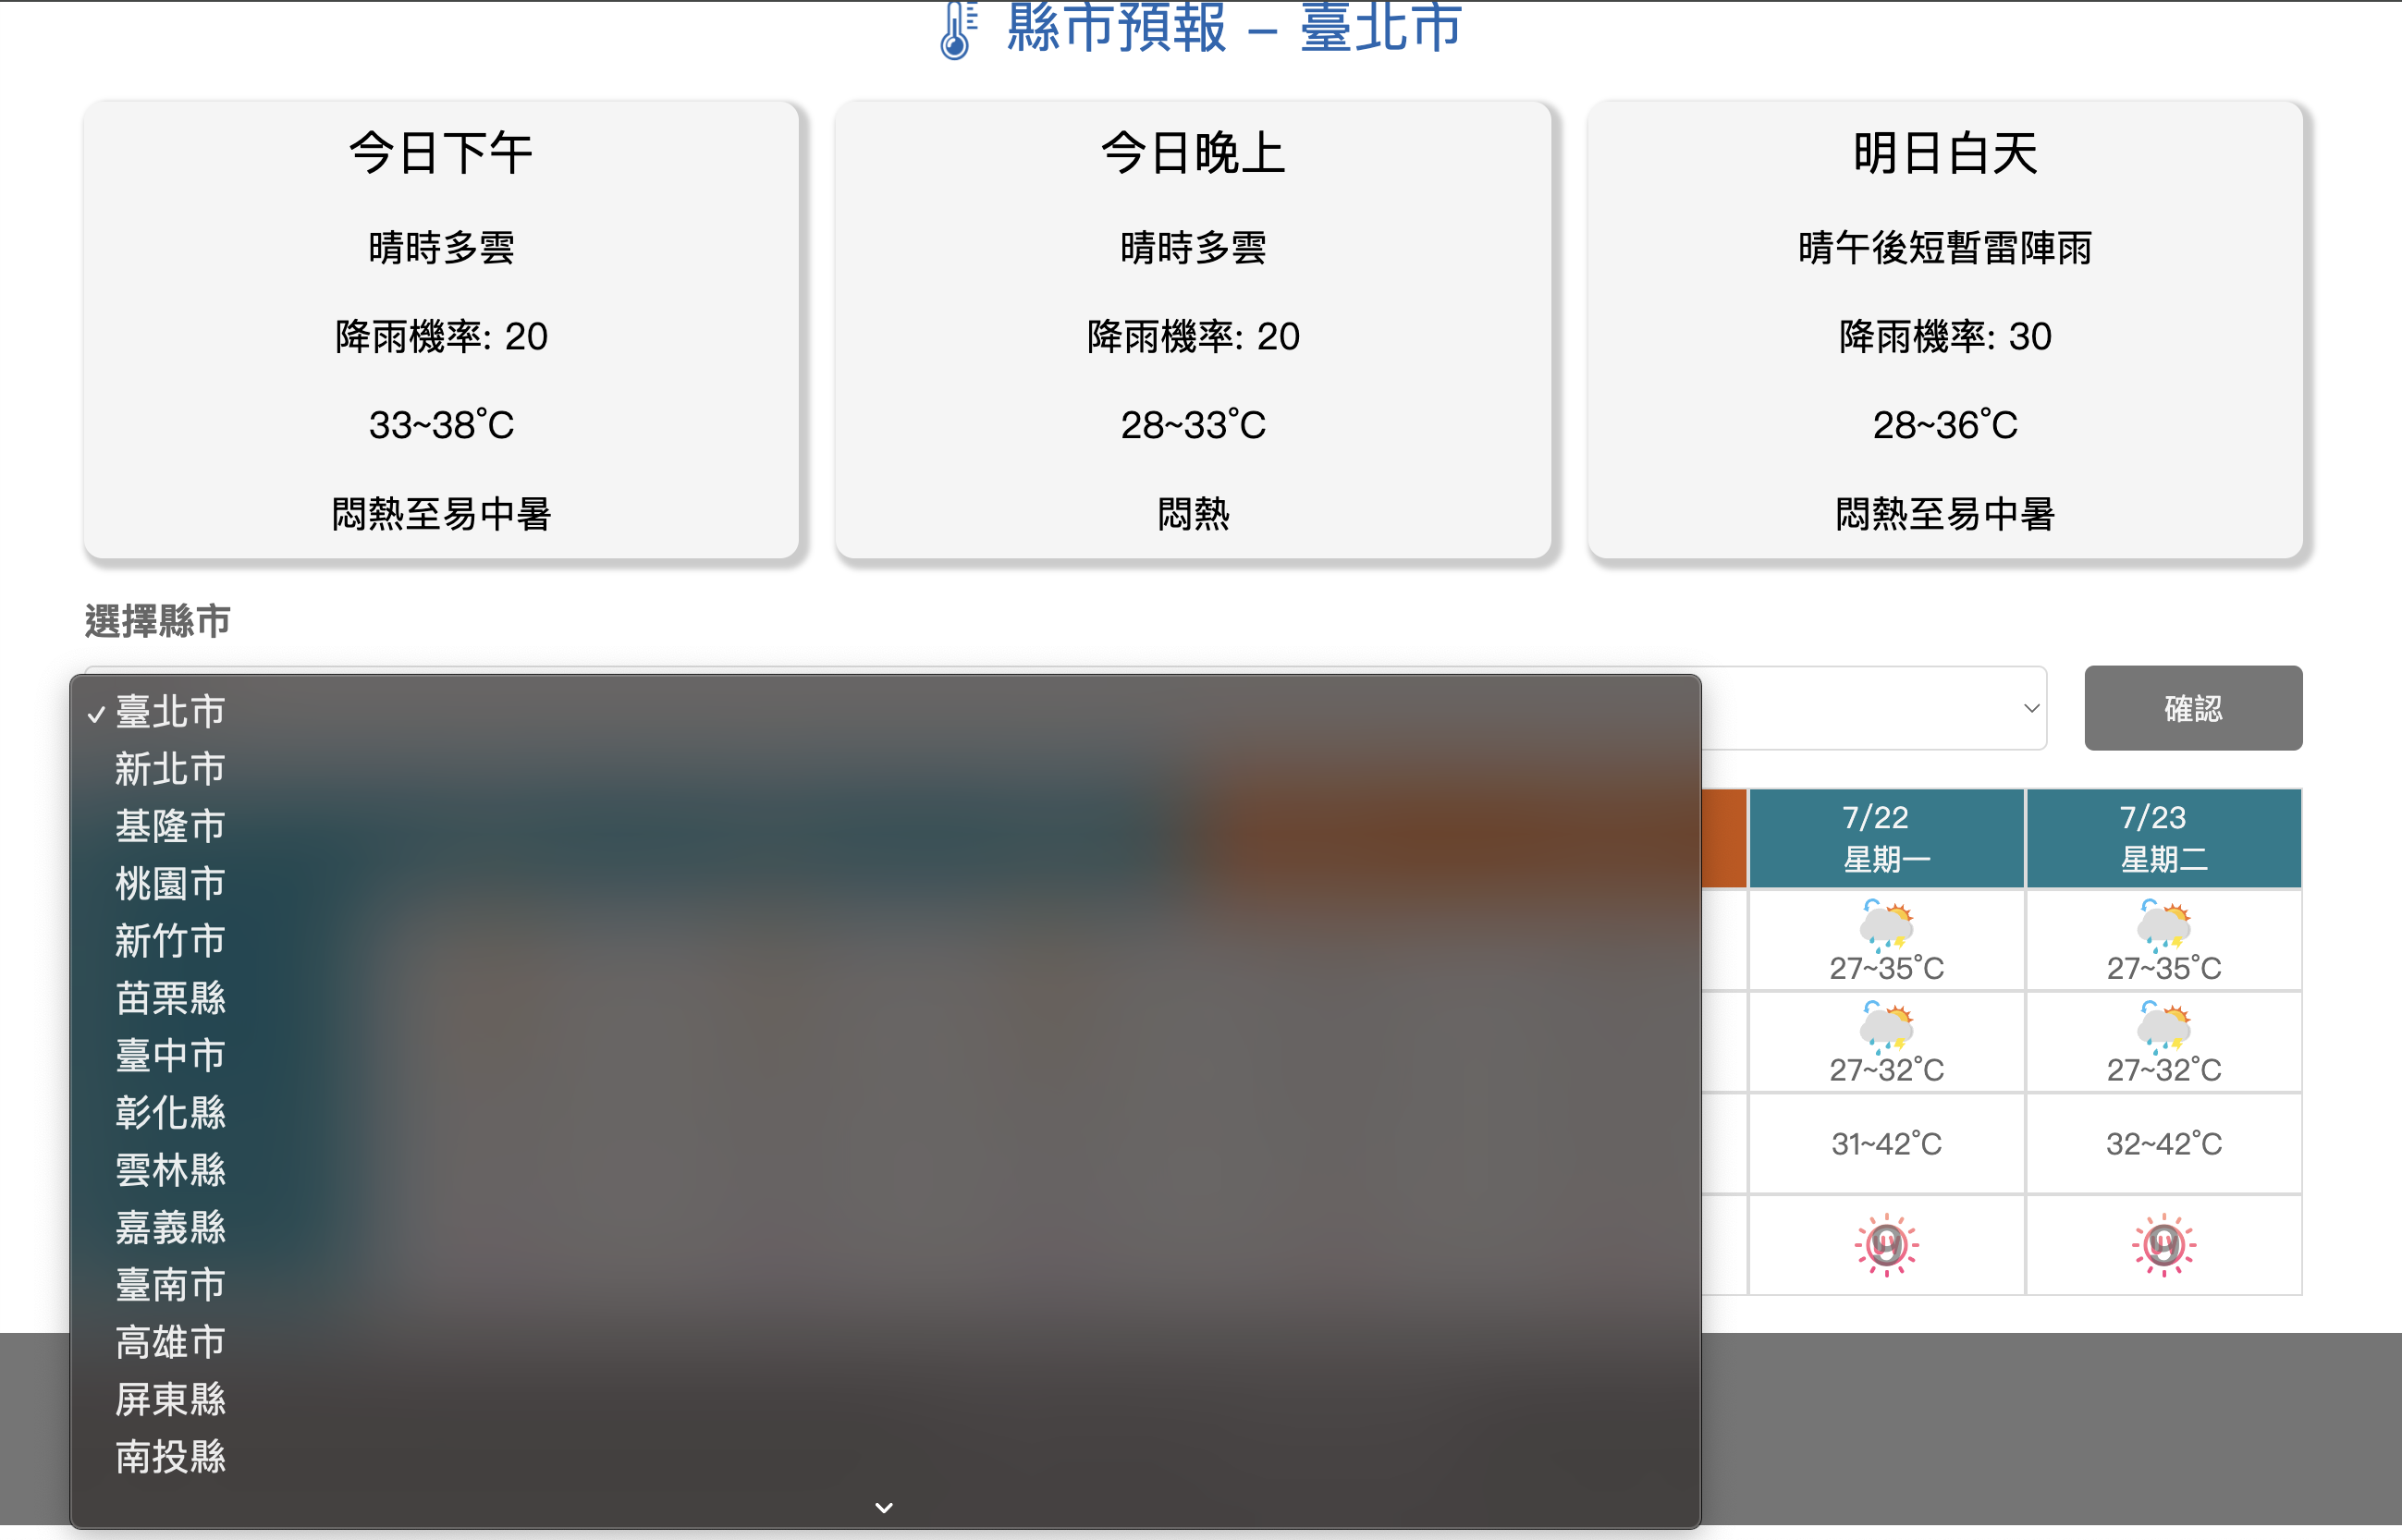 縣市預報 – 臺北市
今日下午
晴時多雲
降雨機率: 20
33~38°C
悶熱至易中暑
今日晚上
晴時多雲
降雨機率: 20
28~33°C
悶熱
明日白天
晴午後短暫雷陣雨
降雨機率: 30
28~36°C
悶熱至易中暑
選擇縣市
確認
✓ 臺北市
新北市
基隆市
桃園市
新竹市
苗栗縣
臺中市
彰化縣
雲林縣
嘉義縣
臺南市
高雄市
屏東縣
南投縣
7/22
星期一
7/23
星期二
27~35°C
27~35°C
27~32°C
27~32°C
31~42°C
32~42°C
9
9